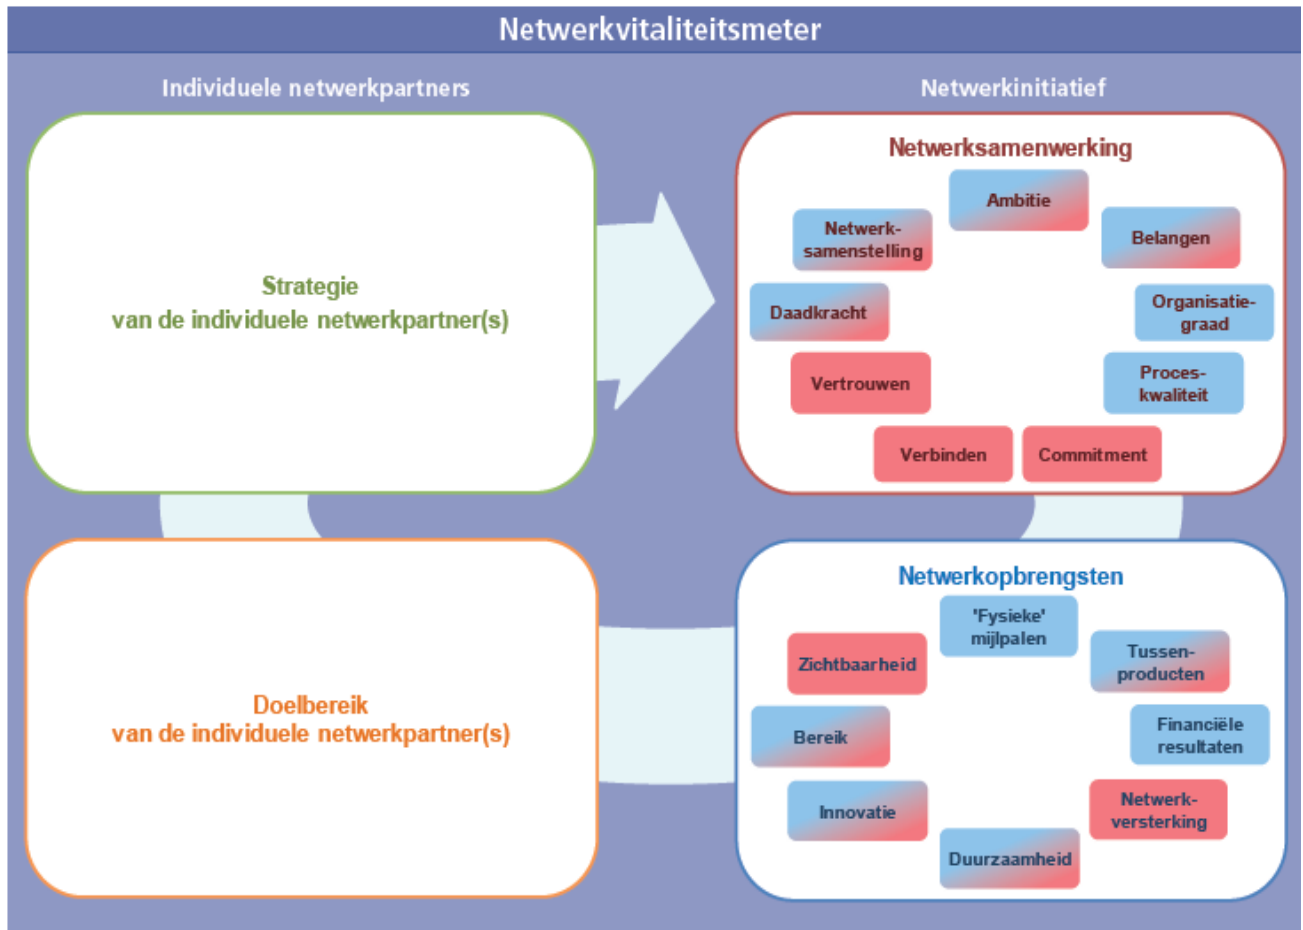 Netwerkvitaliteitsmeter
Individuele netwerkpartners
Netwerkinitiatief
Strategie
van de individuele netwerkpartner(s)
Netwerksamenwerking
Ambitie
Belangen
Organisatie-
graad
Proces-
kwaliteit
Commitment
Verbinden
Vertrouwen
Daadkracht
Netwerk-
samenstelling
Doelbereik
van de individuele netwerkpartner(s)
Netwerkopbrengsten
'Fysieke'
mijlpalen
Tussen-
producten
Financiële
resultaten
Netwerk-
versterking
Duurzaamheid
Innovatie
Bereik
Zichtbaarheid